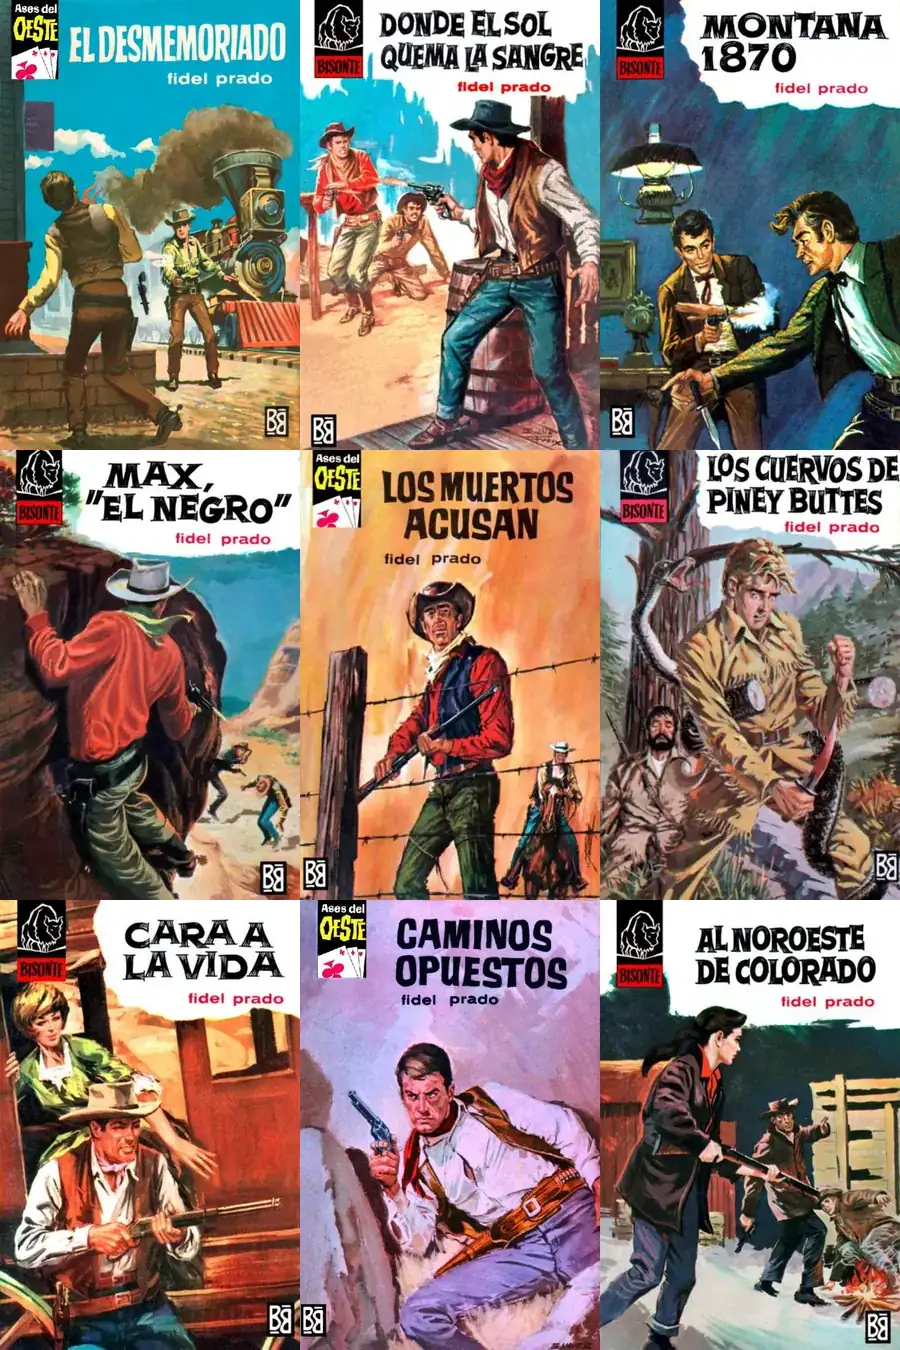 Ases del
OESTE
EL DESMEMORIADO
fidel prado
BB
BISONTE
DONDE EL SOL
QUEMA LA SANGRE
fidel prado
BB
BISONTE
MONTANA
1870
fidel prado
BB
BISONTE
MAX,
"EL NEGRO"
fidel prado
BB
Ases del
OESTE
LOS MUERTOS
ACUSAN
fidel prado
BB
BISONTE
LOS CUERVOS DE
PINEY BUTTES
fidel prado
BB
BISONTE
CARA A
LA VIDA
fidel prado
BB
Ases del
OESTE
CAMINOS
OPUESTOS
fidel prado
BB
BISONTE
AL NOROESTE
DE COLORADO
fidel prado
BB